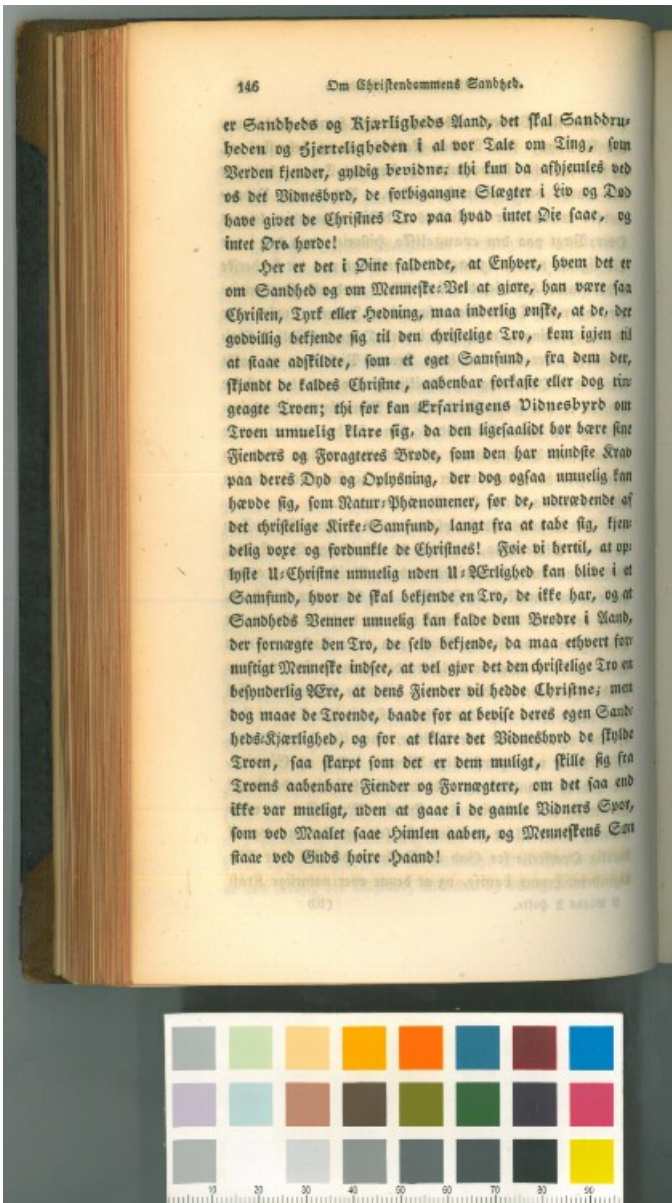 146 Om Christendommens Sandhed.
er Sandheds og Kjærligheds Aand, det skal Sanddru-
heden og Hjerteligheden i al vor Tale om Ting, som
Verden kjender, gyldig bevidne; thi kun da afhjemles ved
os det Vidnesbyrd, de forbigangne Slægter i Liv og Død
have givet de Christnes Tro paa hvad intet Øie saae, og
intet Øre hørde!
Her er det i Øine faldende, at Enhver, hvem det er
om Sandhed og om Menneske-Vel at gjøre, han være saa
Christen, Tyrk eller Hedning, maa inderlig ønske, at de, der
godvillig bekjende sig til den christelige Tro, kom igjen til
at staae adskildte, som et eget Samfund, fra dem der,
skjøndt de kaldes Christne, aabenbar forkaste eller dog rin-
geagte Troen; thi før kan Erfaringens Vidnesbyrd om
Troen umuelig klare sig, da den ligesaalidt bør bære sine
Fienders og Foragteres Brøde, som den har mindste Krav
paa deres Dyd og Oplysning, der dog ogsaa umuelig kan
hævde sig, som Natur-Phænomener, før de, udtrædende af
det christelige Kirke-Samfund, langt fra at tabe sig, kjen-
delig voxe og fordunkle de Christnes! Føie vi hertil, at op-
lyste U-Christne umuelig uden U-Ærlighed kan blive i et
Samfund, hvor de skal bekjende en Tro, de ikke har, og at
Sandheds Venner umuelig kan kalde dem Brødre i Aand,
der fornægte den Tro, de selv bekjende, da maa ethvert for-
nuftigt Menneske indsee, at vel gjør det den christelige Tro en
besynderlig Ære, at dens Fiender vil hedde Christne; men
dog maae de Troende, baade for at bevise deres egen Sand-
heds-Kjærlighed, og for at klare det Vidnesbyrd de skylde
Troen, saa skarpt som det er dem muligt, skille sig fra
Troens aabenbare Fiender og Fornægtere, om det saa end
ikke var mueligt, uden at gaae i de gamle Vidners Spor,
som ved Maalet saae Himlen aaben, og Menneskens Søn
staae ved Guds høire Haand!
10 20 30 40 50 60 70 80 90